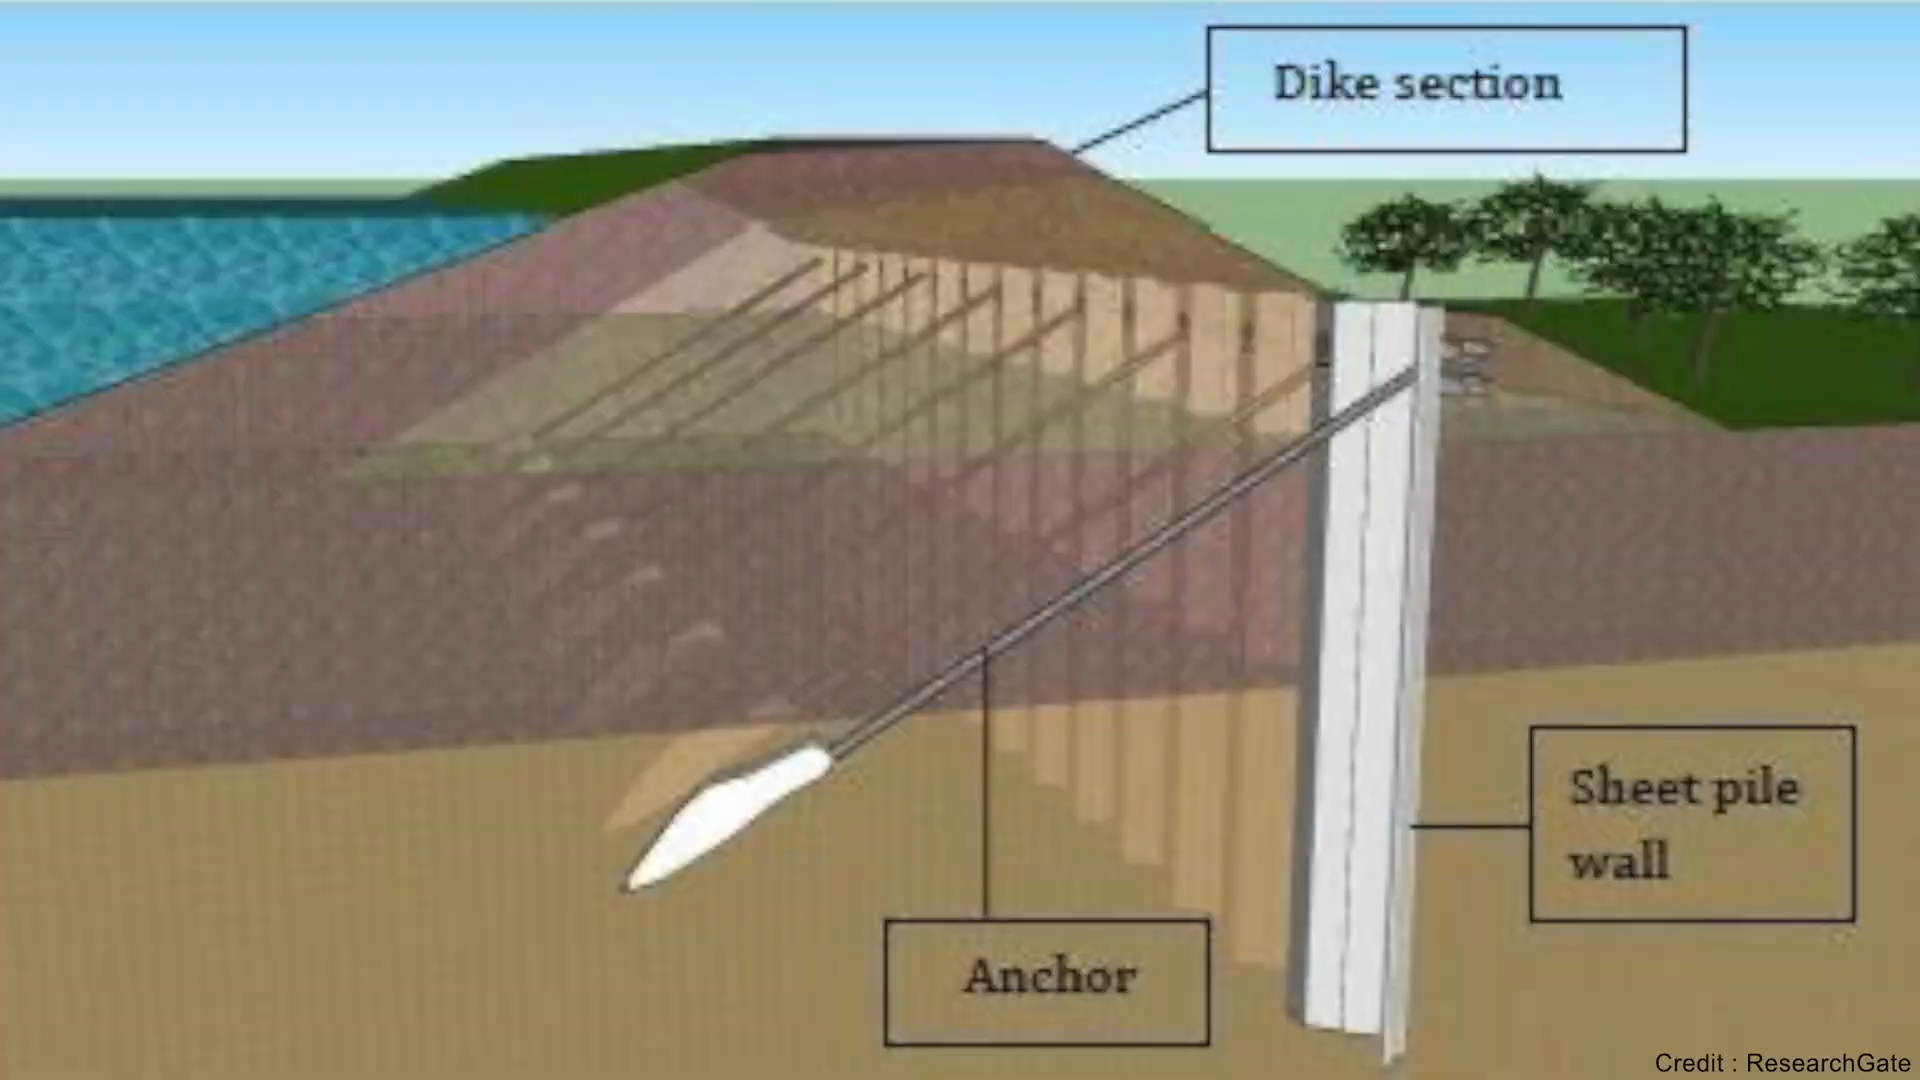 Dike section
Sheet pile
wall
Anchor
Credit : ResearchGate